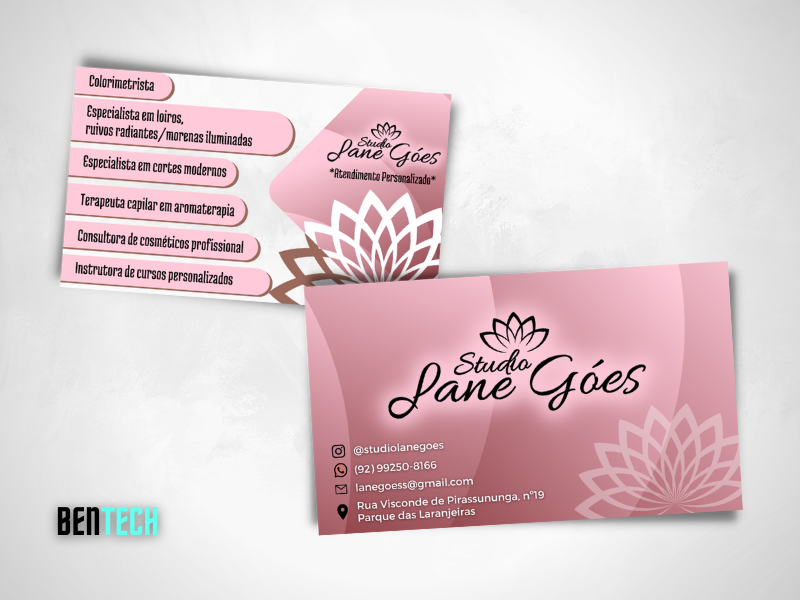 Colorimetrista
Especialista em loiros,
ruivos radiantes/morenas iluminadas
Especialista em cortes modernos
Terapeuta capilar em aromaterapia
Consultora de cosméticos profissional
Instrutora de cursos personalizados
Studio
Lane Góes
*Atendimento Personalizado*
Studio
Lane Góes
@studiolanegoes
(92) 99250-8166
lanegoess@gmail.com
Rua Visconde de Pirassununga, nº19
Parque das Laranjeiras
BENTECH